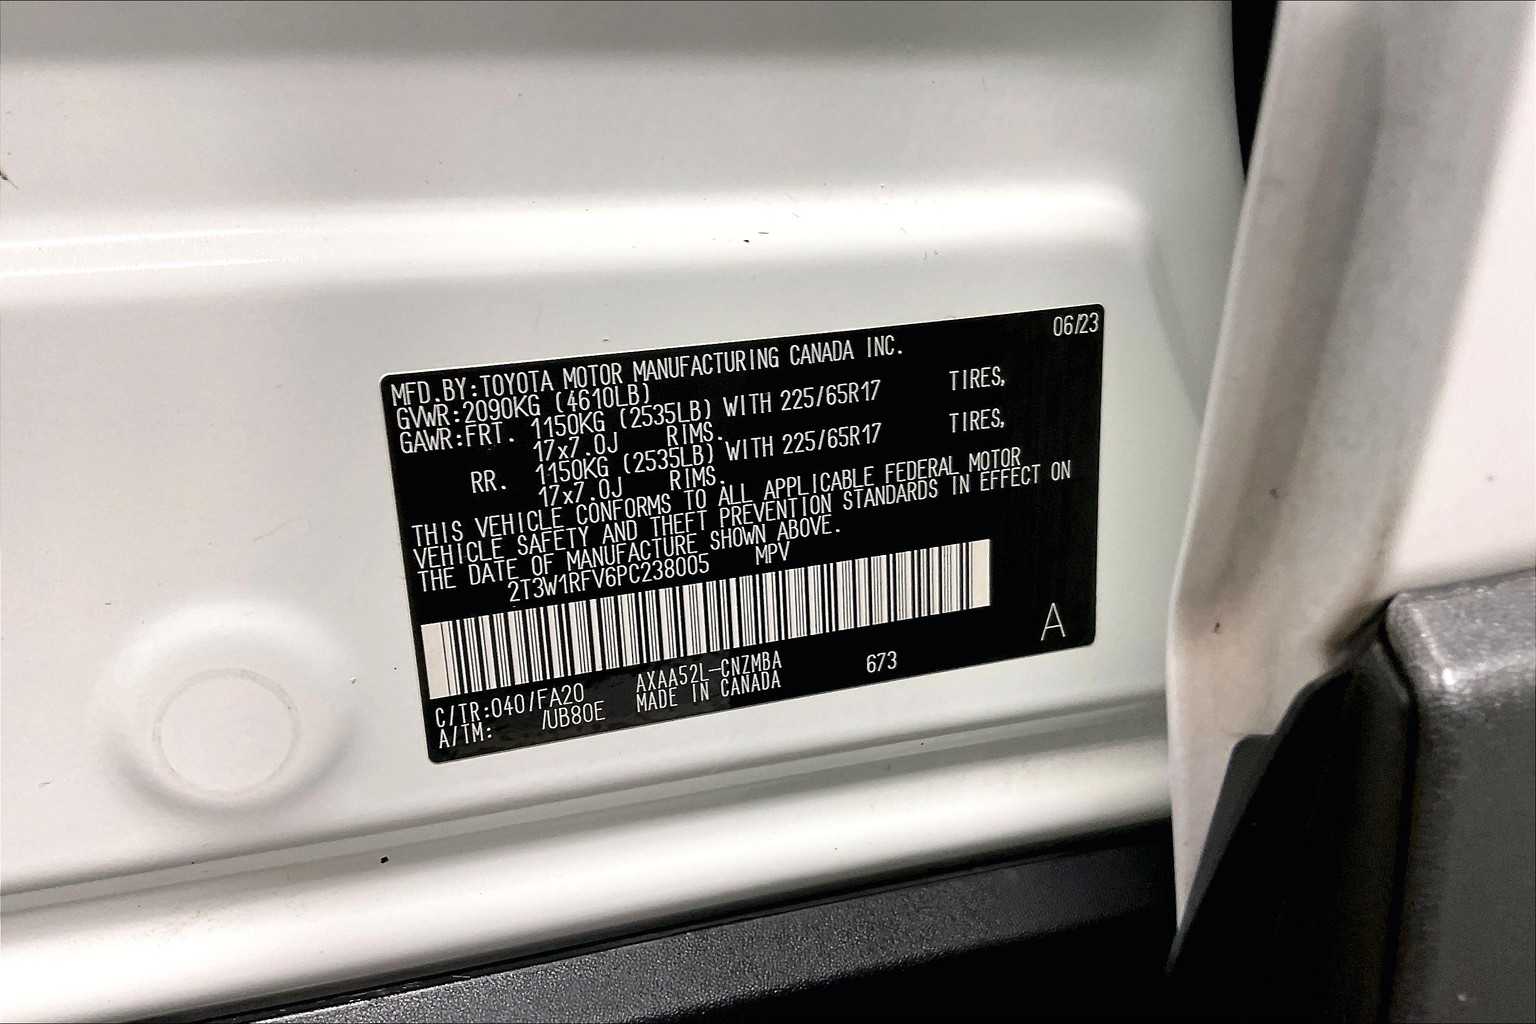 06/23
MFD.BY:TOYOTA MOTOR MANUFACTURING CANADA INC.
GVWR:2090KG (4610LB)
GAWR:FRT. 1150KG (2535LB) WITH 225/65R17 TIRES,
17x7.0J RIMS.
RR. 1150KG (2535LB) WITH 225/65R17 TIRES,
17x7.0J RIMS.
THIS VEHICLE CONFORMS TO ALL APPLICABLE FEDERAL MOTOR
VEHICLE SAFETY AND THEFT PREVENTION STANDARDS IN EFFECT ON
THE DATE OF MANUFACTURE SHOWN ABOVE.
2T3W1RFV6PC238005 MPV
A
C/TR:040/FA20 AXAA52L-CNZMBA 673
A/TM: /UB80E MADE IN CANADA